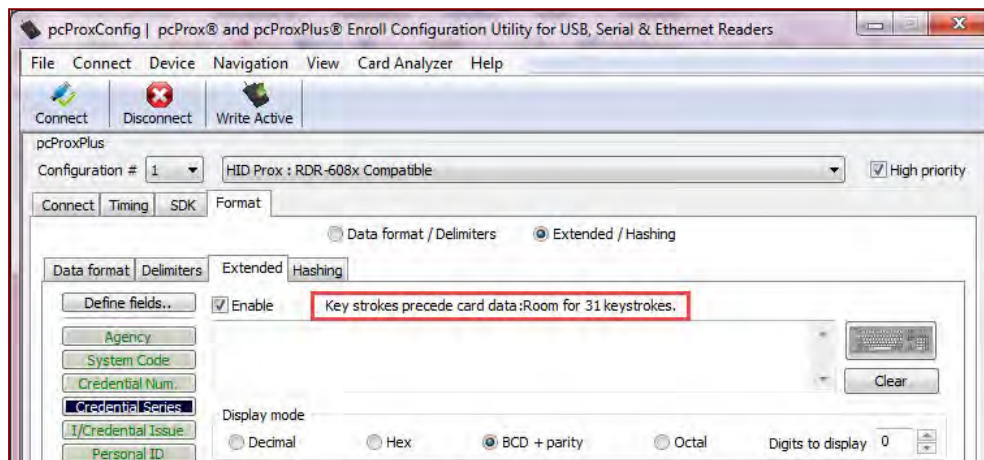 pcProxConfig | pcProx® and pcProxPlus® Enroll Configuration Utility for USB, Serial & Ethernet Readers
File Connect Device Navigation View Card Analyzer Help
Connect Disconnect Write Active
pcProxPlus
Configuration # 1 HID Prox : RDR-608x Compatible High priority
Connect Timing SDK Format
Data format / Delimiters Extended / Hashing
Data format Delimiters Extended Hashing
Define fields.. Enable Key strokes precede card data:Room for 31 keystrokes.
Agency
System Code
Credential Num.
Clear
Credential Series
Display mode
I/Credential Issue
Decimal Hex BCD + parity Octal Digits to display 0
Personal ID